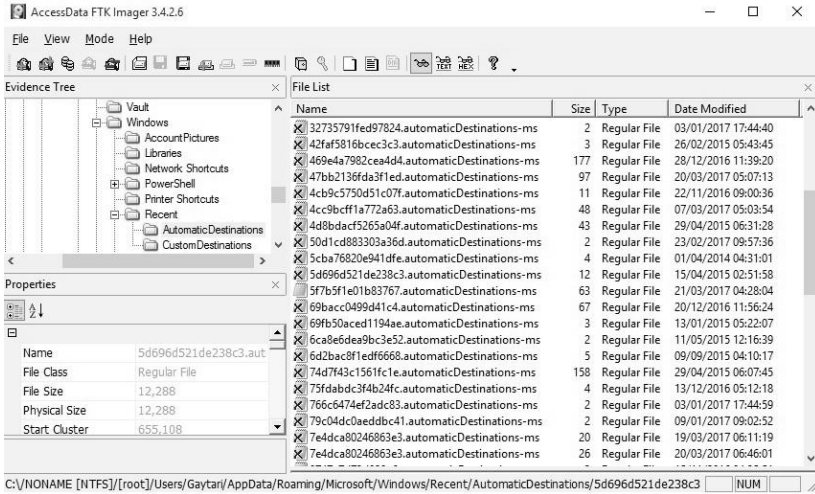 AccessData FTK Imager 3.4.2.6
File View Mode Help
Evidence Tree
Vault
Windows
AccountPictures
Libraries
Network Shortcuts
PowerShell
Printer Shortcuts
Recent
AutomaticDestinations
CustomDestinations
Properties
Name 5d696d521de238c3.aut
File Class Regular File
File Size 12,288
Physical Size 12,288
Start Cluster 655,108
File List
Name Size Type Date Modified
32735791fed97824.automaticDestinations-ms 2 Regular File 03/01/2017 17:44:40
42faf5816bcec3c3.automaticDestinations-ms 3 Regular File 26/02/2015 05:43:45
469e4a7982cea4d4.automaticDestinations-ms 177 Regular File 28/12/2016 11:39:20
47bb2136fda3f1ed.automaticDestinations-ms 97 Regular File 20/03/2017 05:07:13
4cb9c5750d51c07f.automaticDestinations-ms 11 Regular File 22/11/2016 09:00:36
4cc9bcff1a772a63.automaticDestinations-ms 48 Regular File 07/03/2017 05:03:54
4d8bdacf5265a04f.automaticDestinations-ms 43 Regular File 29/04/2015 06:31:28
50d1cd883303a36d.automaticDestinations-ms 2 Regular File 23/02/2017 09:57:36
5cba76820e941dfe.automaticDestinations-ms 4 Regular File 01/04/2014 04:31:01
5d696d521de238c3.automaticDestinations-ms 12 Regular File 15/04/2015 02:51:58
5f7b5f1e01b83767.automaticDestinations-ms 63 Regular File 21/03/2017 04:28:04
69bacc0499d41c4.automaticDestinations-ms 67 Regular File 20/12/2016 11:56:24
69fb50aced1194ae.automaticDestinations-ms 3 Regular File 13/01/2015 05:22:07
6ca8e6dea9bc3e52.automaticDestinations-ms 2 Regular File 11/05/2015 12:16:39
6d2bac8f1edf6668.automaticDestinations-ms 5 Regular File 09/09/2015 04:10:17
74d7f43c1561fc1e.automaticDestinations-ms 158 Regular File 29/04/2015 06:07:45
75fdabdc3f4b24fc.automaticDestinations-ms 4 Regular File 13/12/2016 05:12:18
766c6474ef2adc83.automaticDestinations-ms 2 Regular File 03/01/2017 17:44:59
79c04dc0aeddbc41.automaticDestinations-ms 2 Regular File 09/01/2017 09:02:52
7e4dca80246863e3.automaticDestinations-ms 20 Regular File 19/03/2017 06:11:19
7e4dca80246863e3.automaticDestinations-ms 26 Regular File 20/03/2017 06:46:01
C:\/NONAME [NTFS]/[root]/Users/Gaytari/AppData/Roaming/Microsoft/Windows/Recent/AutomaticDestinations/5d696d521de238c3 NUM